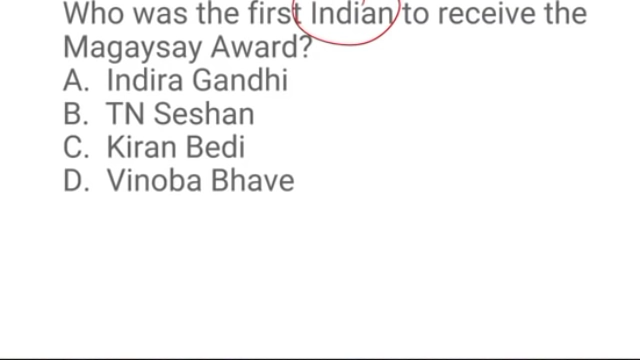 Who was the first Indian to receive the
Magaysay Award?
A. Indira Gandhi
B. TN Seshan
C. Kiran Bedi
D. Vinoba Bhave